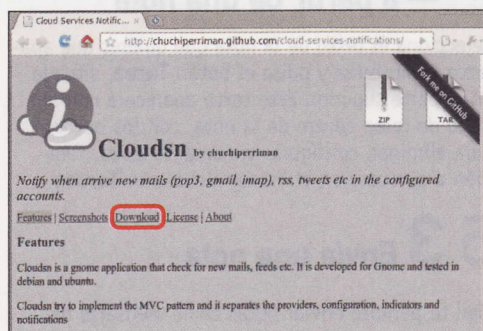 Cloud Services Notific...
http://chuchiperriman.github.com/cloud-services-notifications/
Fork me on GitHub
ZIP
TAR
Cloudsn by chuchiperriman
Notify when arrive new mails (pop3, gmail, imap), rss, tweets etc in the configured
accounts.
Features | Screenshots Download License | About
Features
Cloudsn is a gnome application that check for new mails, feeds etc. It is developed for Gnome and tested in
debian and ubuntu.
Cloudsn try to implement the MVC pattern and it separates the providers, configuration, indicators and
notifications